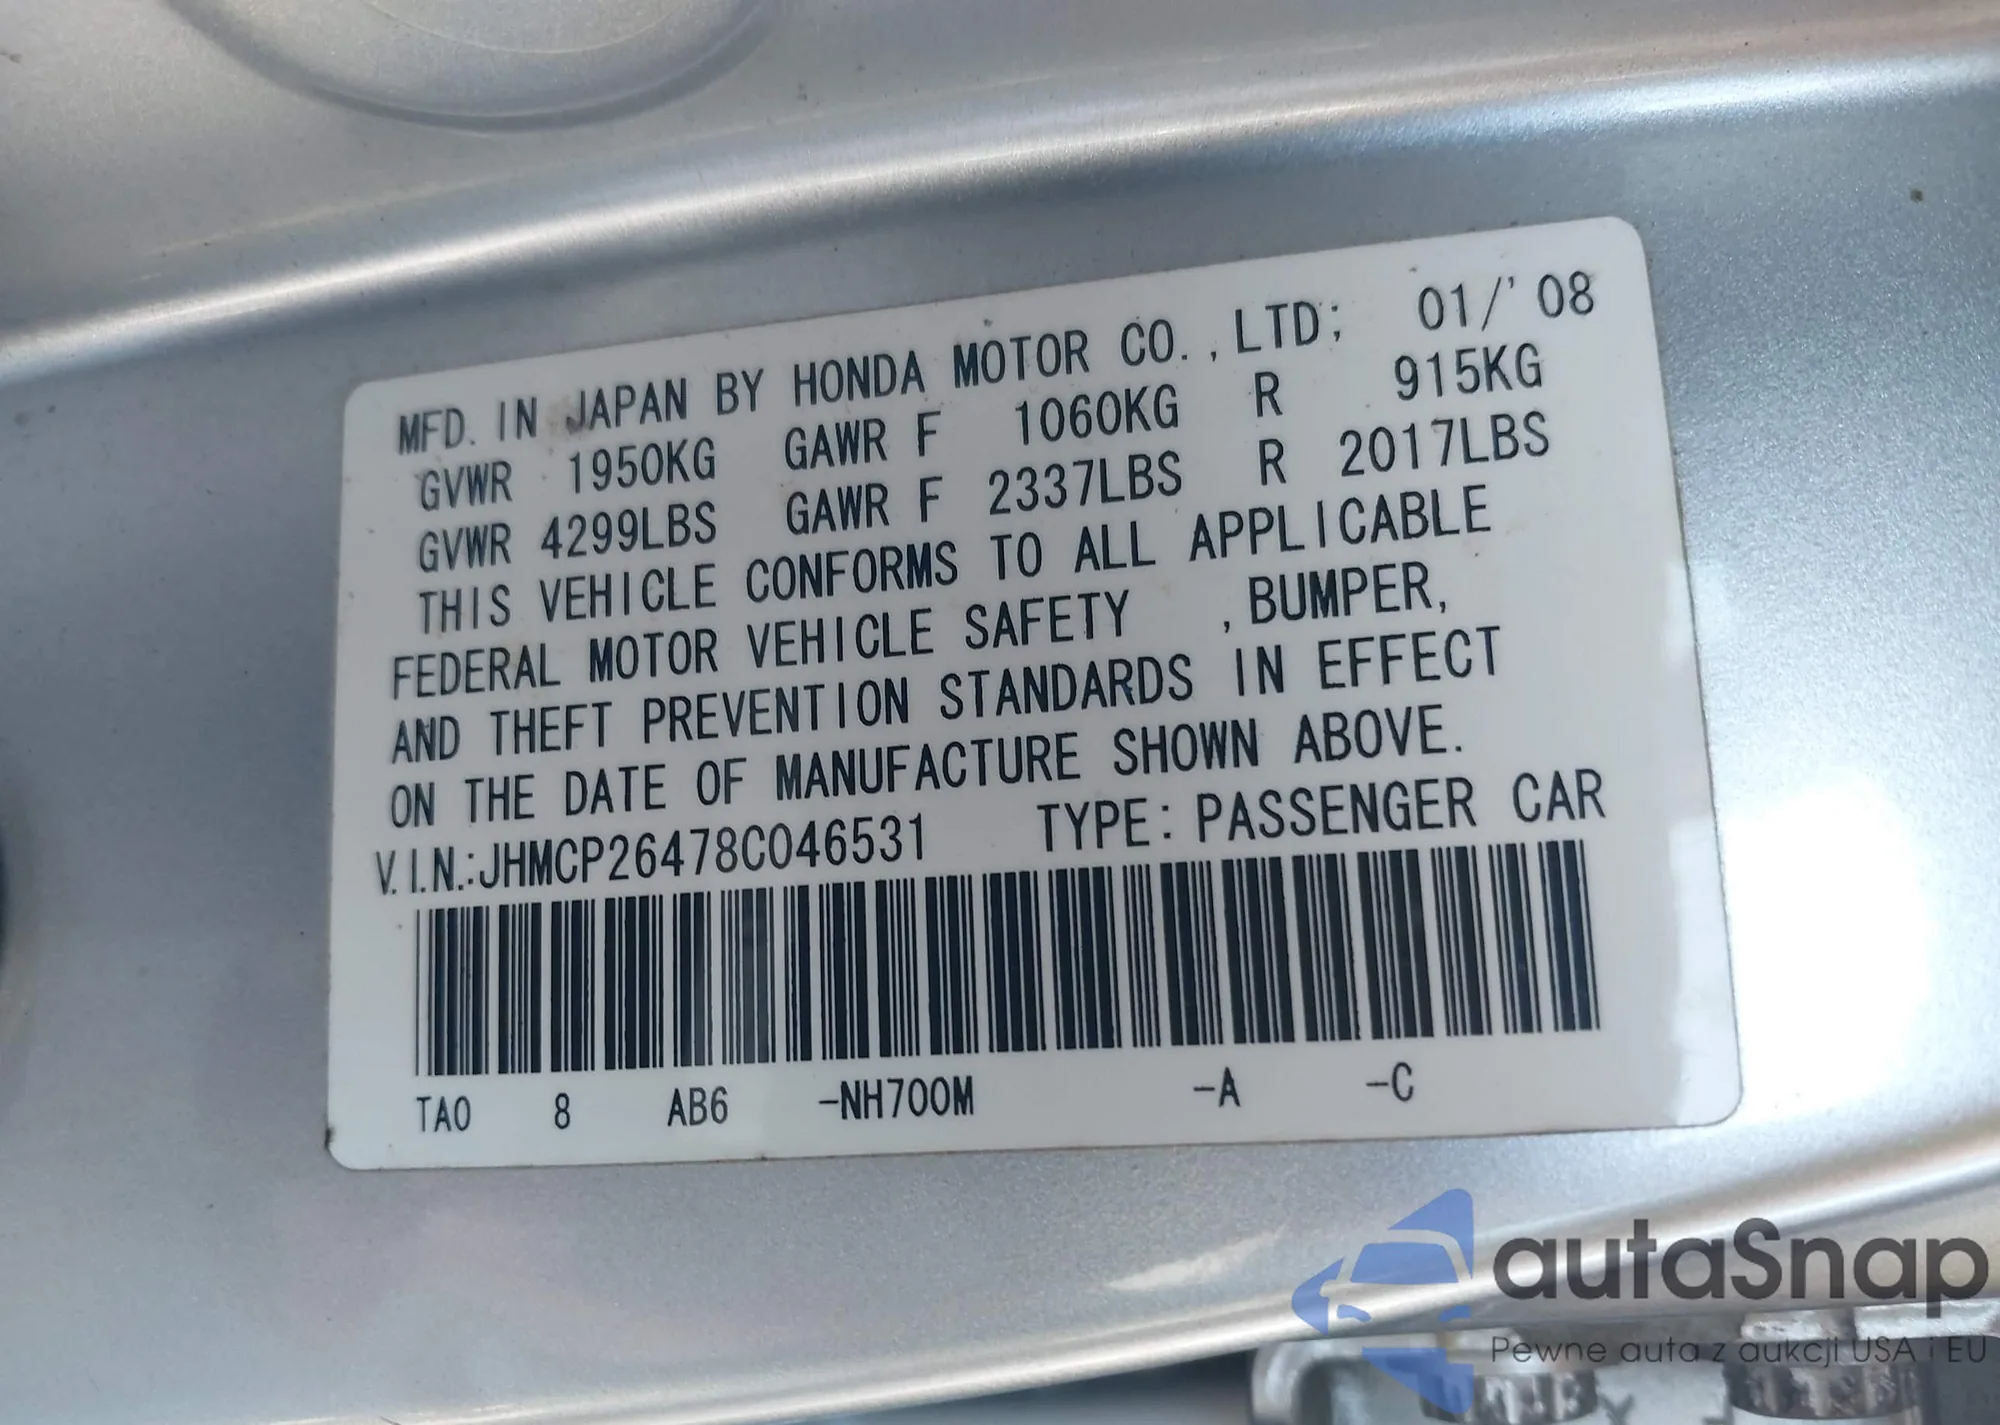 MFD. IN JAPAN BY HONDA MOTOR CO., LTD; 01/'08
GVWR 1950KG GAWR F 1060KG R 915KG
GVWR 4299LBS GAWR F 2337LBS R 2017LBS
THIS VEHICLE CONFORMS TO ALL APPLICABLE
FEDERAL MOTOR VEHICLE SAFETY , BUMPER,
AND THEFT PREVENTION STANDARDS IN EFFECT
ON THE DATE OF MANUFACTURE SHOWN ABOVE.
V.I.N.:JHMCP26478C046531 TYPE: PASSENGER CAR
TA0 8 AB6 -NH700M -A -C
autaSnap
Pewne auta z aukcji USA i EU